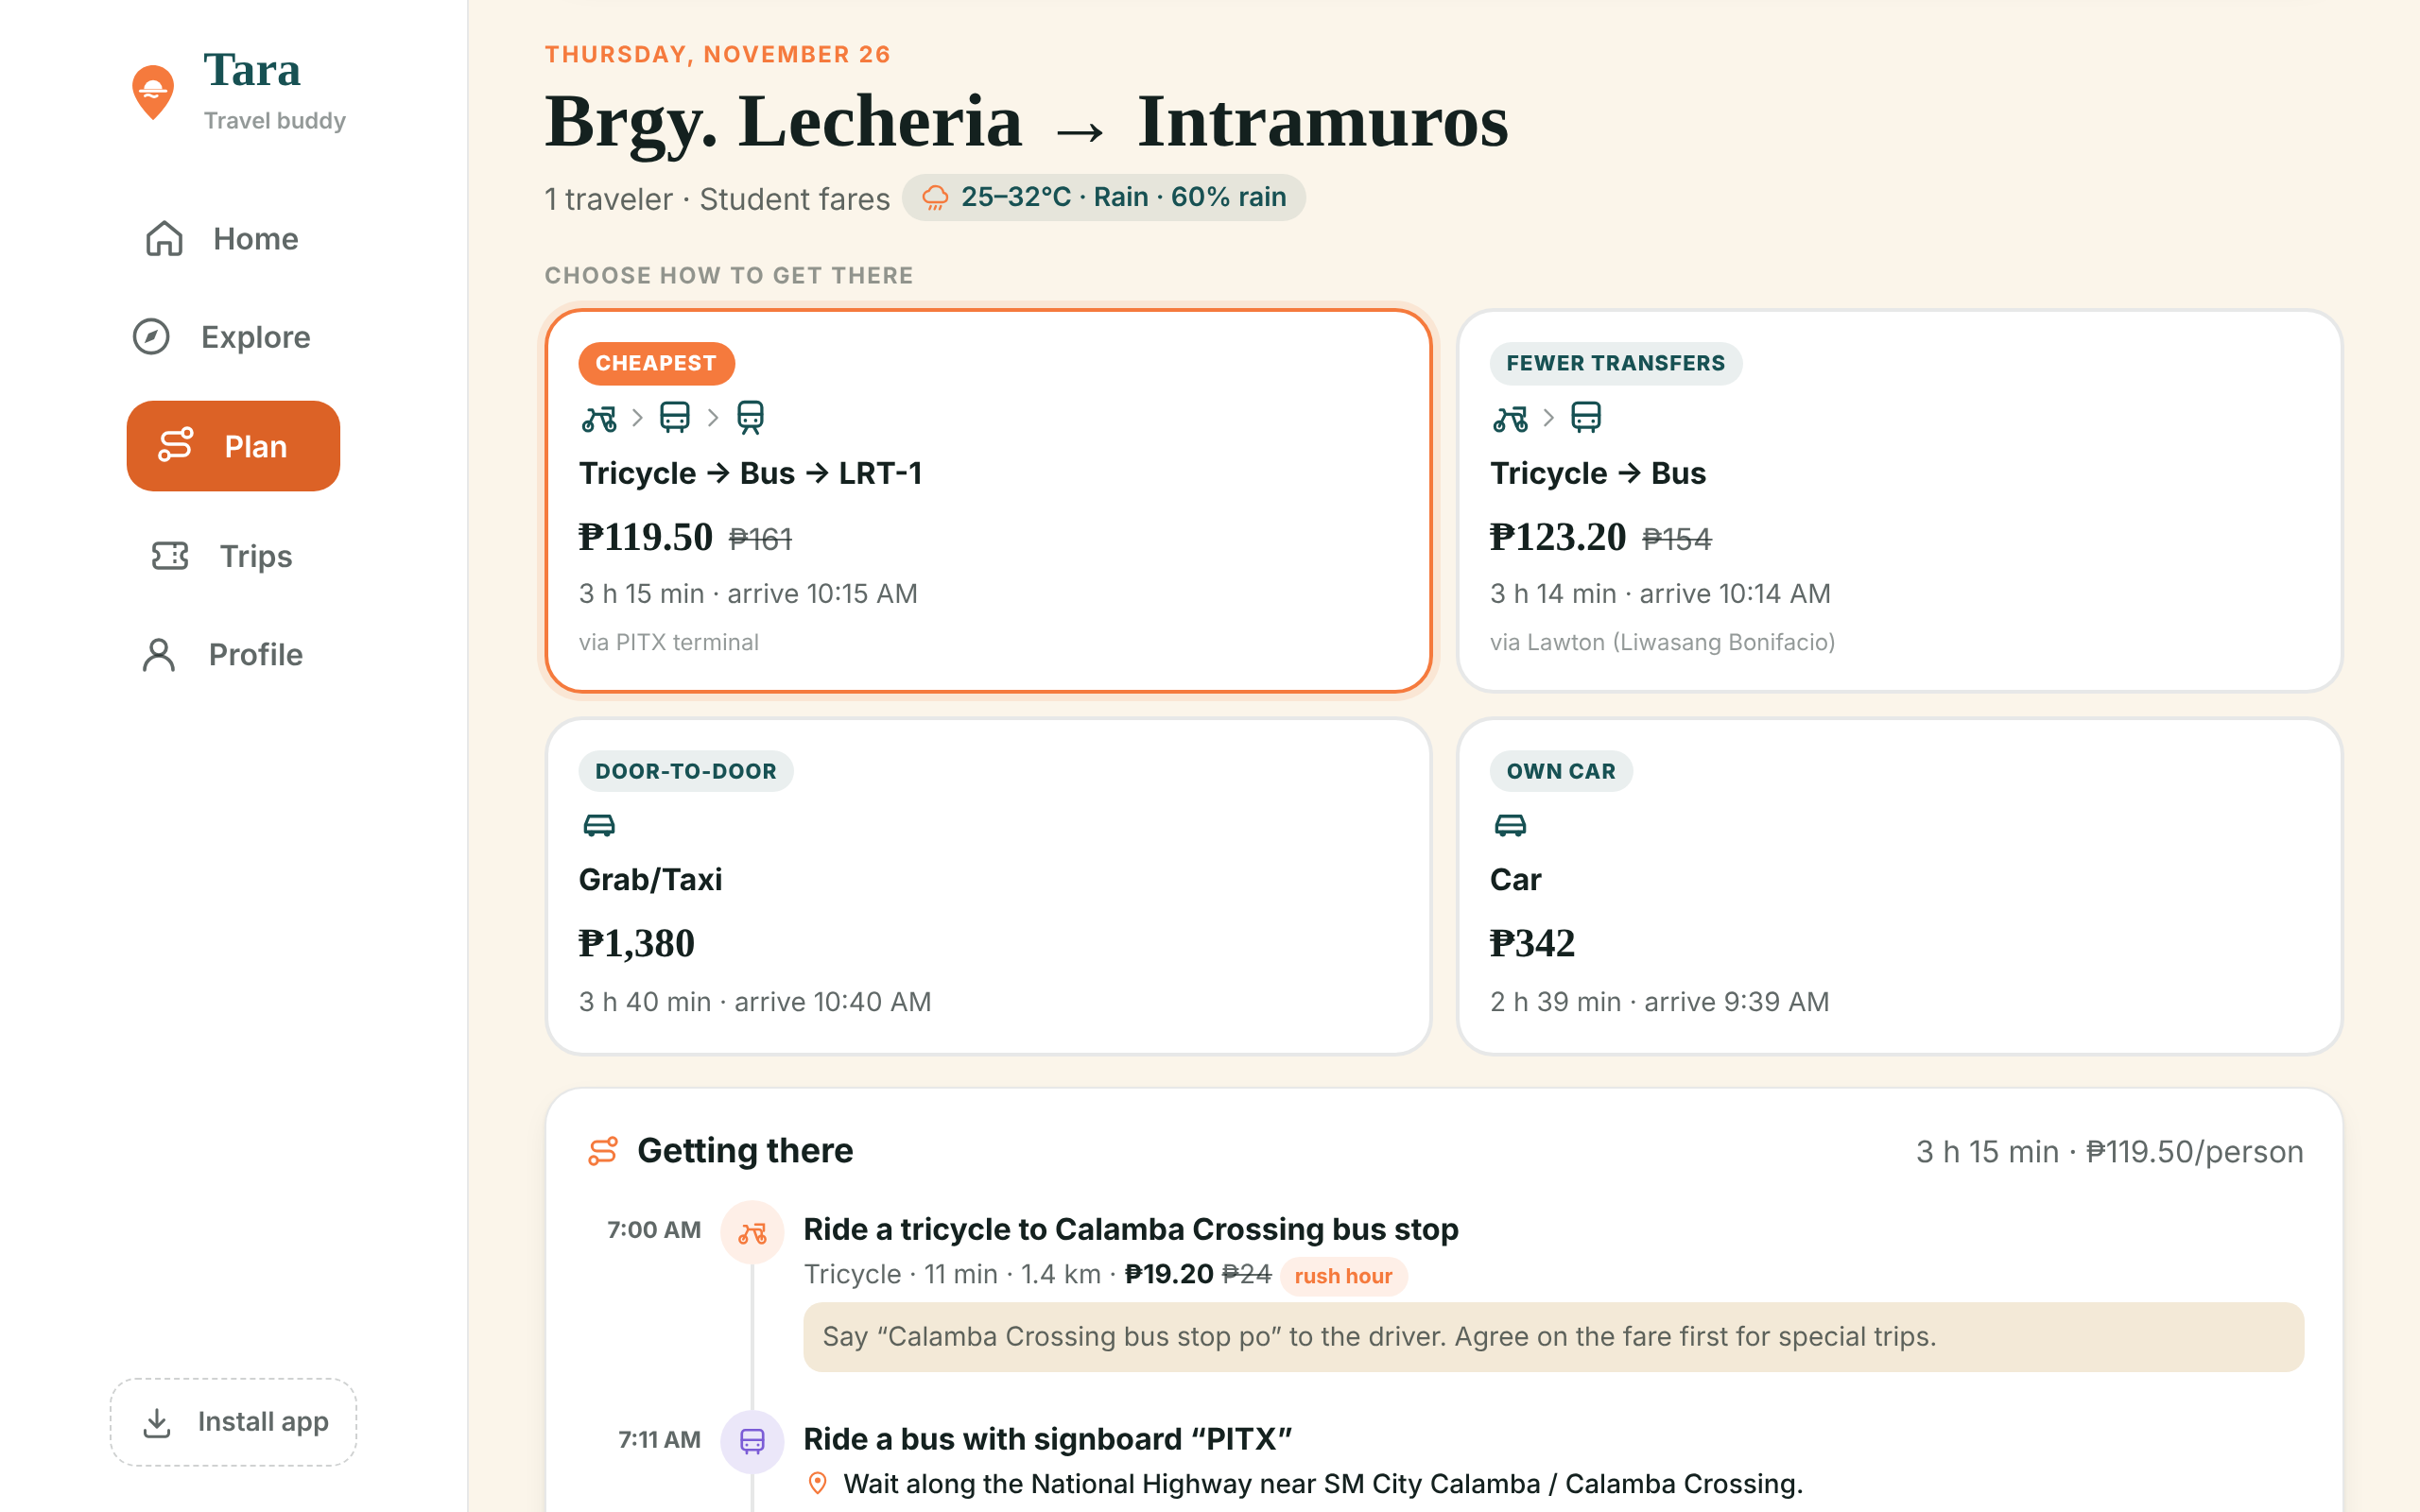 Tara
Travel buddy
Home
Explore
Plan
Trips
Profile
Install app
THURSDAY, NOVEMBER 26
Brgy. Lecheria → Intramuros
1 traveler · Student fares 25–32°C · Rain · 60% rain
CHOOSE HOW TO GET THERE
CHEAPEST
Tricycle → Bus → LRT-1
₱119.50 ₱161
3 h 15 min · arrive 10:15 AM
via PITX terminal
FEWER TRANSFERS
Tricycle → Bus
₱123.20 ₱154
3 h 14 min · arrive 10:14 AM
via Lawton (Liwasang Bonifacio)
DOOR-TO-DOOR
Grab/Taxi
₱1,380
3 h 40 min · arrive 10:40 AM
OWN CAR
Car
₱342
2 h 39 min · arrive 9:39 AM
Getting there 3 h 15 min · ₱119.50/person
7:00 AM Ride a tricycle to Calamba Crossing bus stop
Tricycle · 11 min · 1.4 km · ₱19.20 ₱24 rush hour
Say “Calamba Crossing bus stop po” to the driver. Agree on the fare first for special trips.
7:11 AM Ride a bus with signboard “PITX”
Wait along the National Highway near SM City Calamba / Calamba Crossing.